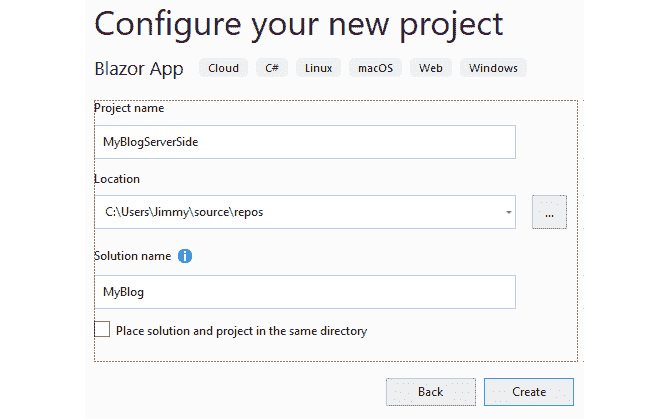 Configure your new project
Blazor App Cloud C# Linux macOS Web Windows
Project name
MyBlogServerSide
Location
C:\Users\Jimmy\source\repos
...
Solution name
MyBlog
Place solution and project in the same directory
Back Create